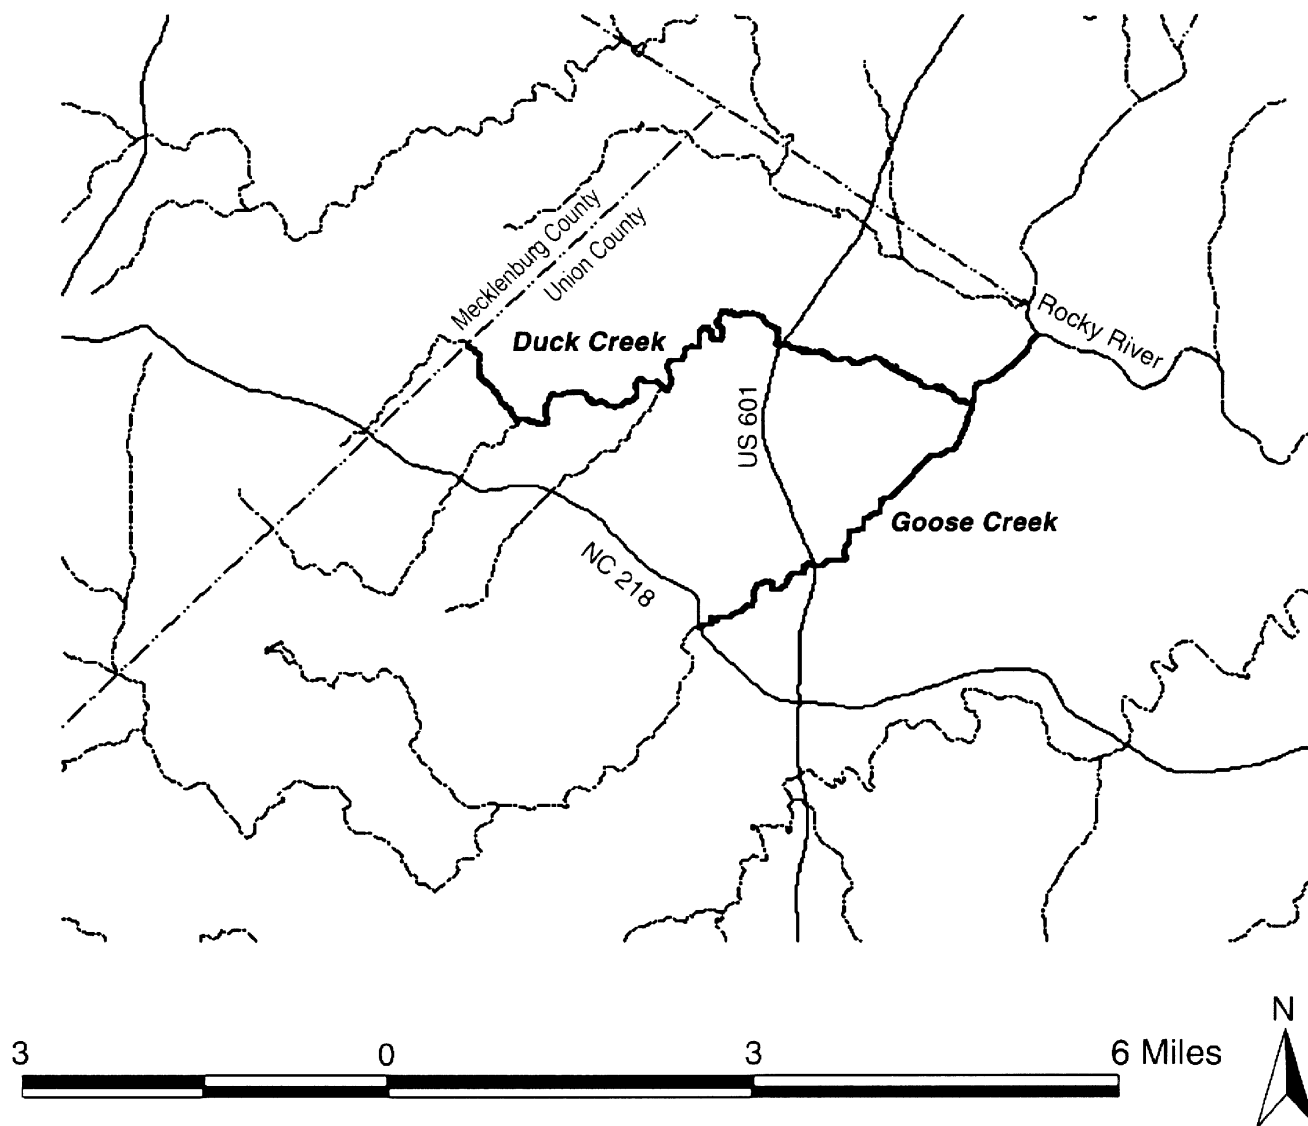 Mecklenburg County
Union County
Rocky River
Duck Creek
US 601
Goose Creek
NC 218
N
3 0 3 6 Miles